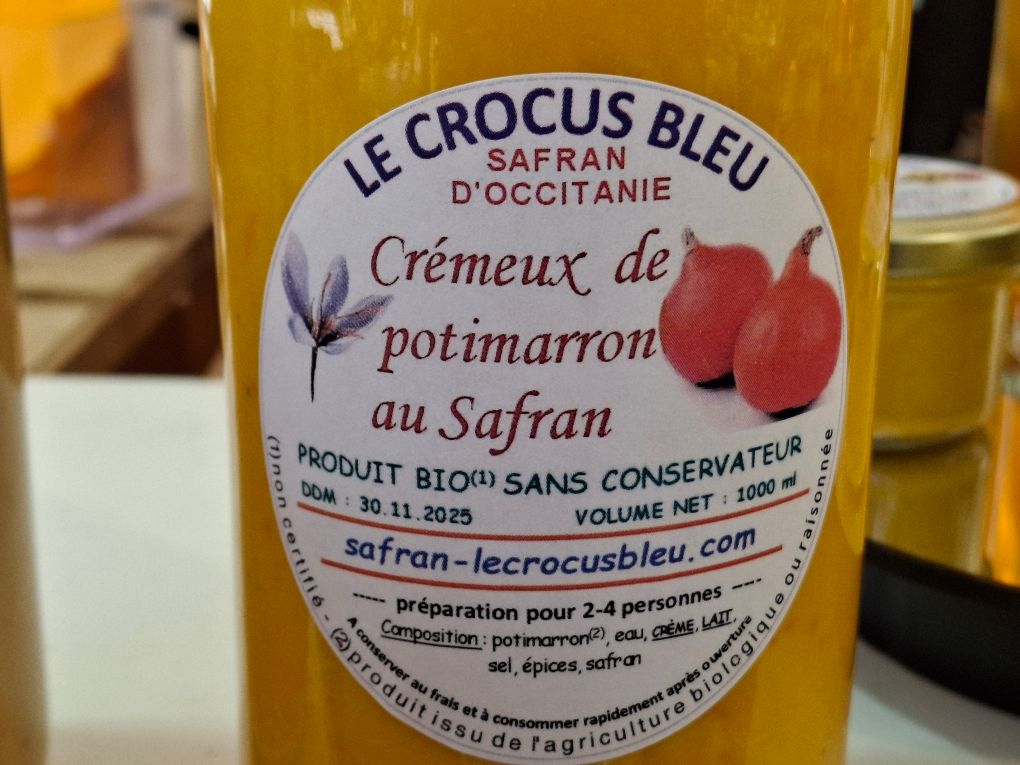 LE CROCUS BLEU
SAFRAN
D'OCCITANIE
Crémeux de
potimarron
au Safran
PRODUIT BIO(1) SANS CONSERVATEUR
DDM : 30.11.2025
VOLUME NET : 1000 ml
safran-lecrocusbleu.com
----- préparation pour 2-4 personnes -----
Composition : potimarron(2), eau, CRÈME, LAIT,
sel, épices, safran
A conserver au frais et à consommer rapidement après ouverture
(1) non certifié - (2) produit issu de l'agriculture biologique ou raisonnée